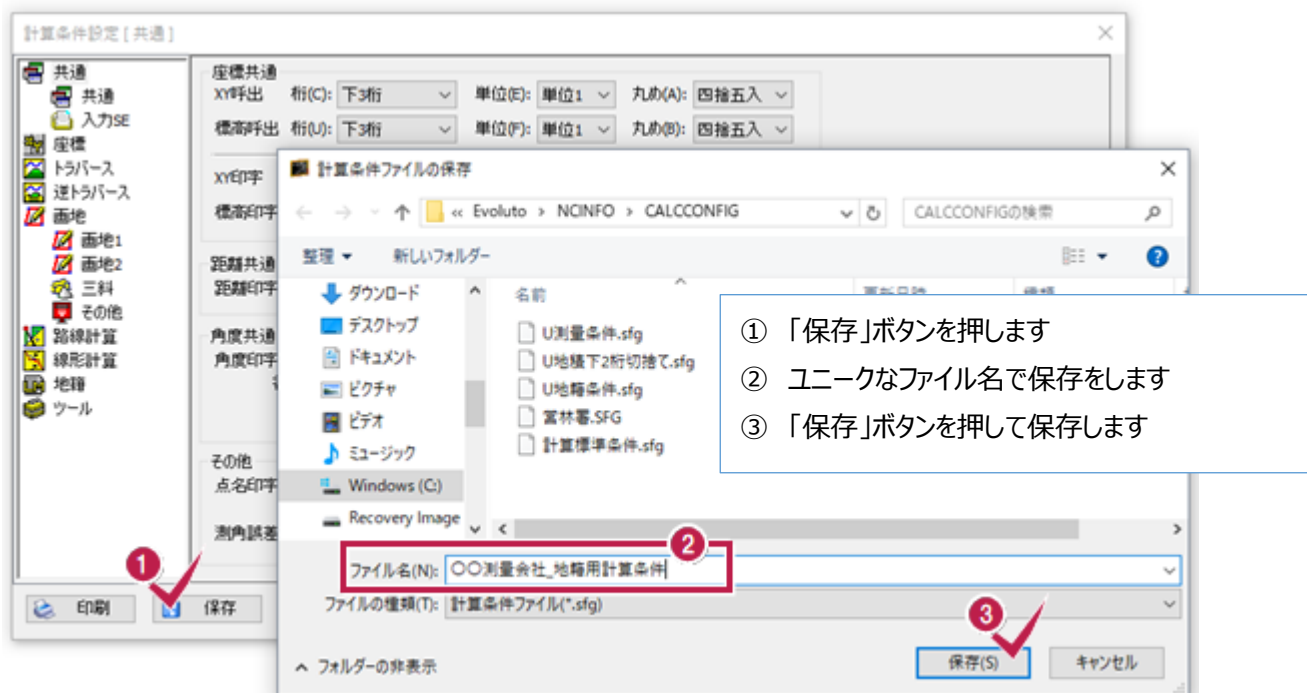 計算条件設定 [ 共通 ]
共通
共通
入力SE
座標
トラバース
逆トラバース
画地
画地1
画地2
三斜
その他
路線計算
線形計算
地籍
ツール
座標共通
XY呼出 桁(C): 下3桁 単位(E): 単位1 丸め(A): 四捨五入
標高呼出 桁(U): 下3桁 単位(F): 単位1 丸め(B): 四捨五入
XY印字
標高印字
距離共通
距離印字
角度共通
角度印字
その他
点名印字
測角誤差
印刷
保存
1
計算条件ファイルの保存
« Evoluto › NCINFO › CALCCONFIG
CALCCONFIGの検索
整理 新しいフォルダー
ダウンロード
デスクトップ
ドキュメント
ピクチャ
ビデオ
ミュージック
Windows (C:)
Recovery Image
名前
更新日時
種類
U測量条件.sfg
U地積下2桁切捨て.sfg
U地籍条件.sfg
営林署.SFG
計算標準条件.sfg
① 「保存」ボタンを押します
② ユニークなファイル名で保存をします
③ 「保存」ボタンを押して保存します
2
ファイル名(N): 〇〇測量会社_地籍用計算条件
ファイルの種類(T): 計算条件ファイル(*.sfg)
3
フォルダーの非表示
保存(S)
キャンセル